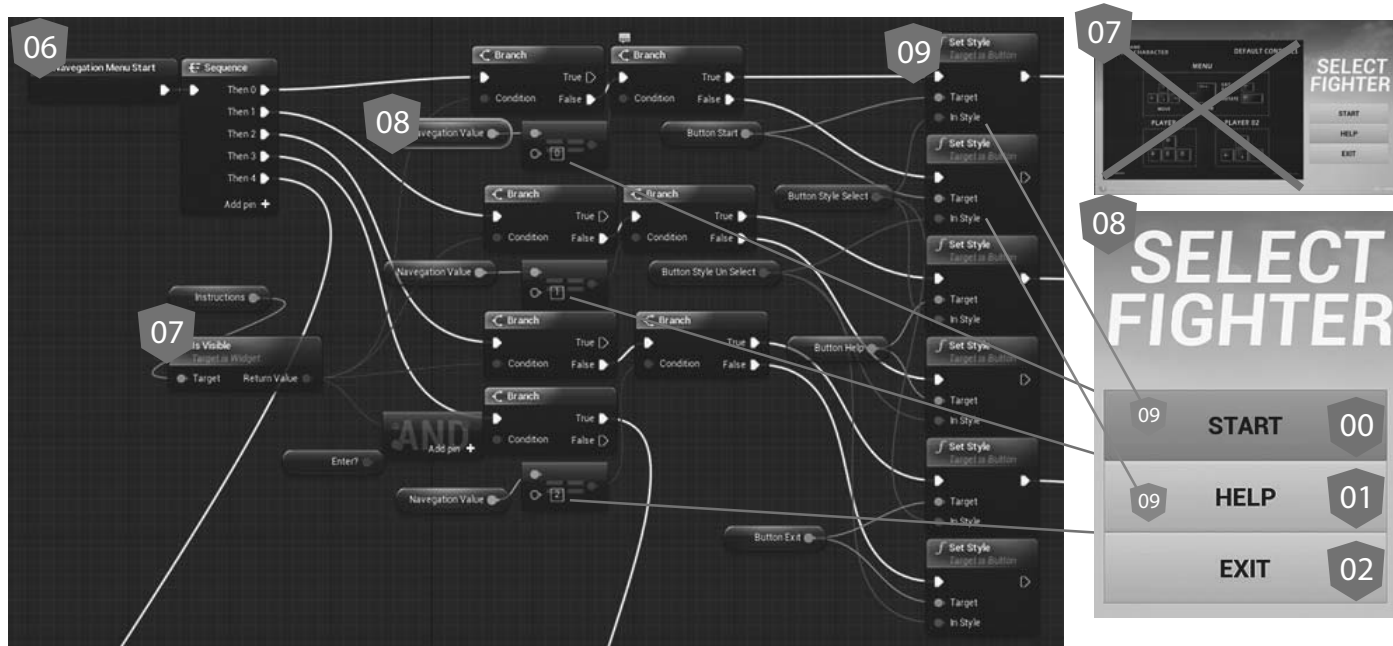 06
Navegation Menu Start
Sequence
Then 0
Then 1
Then 2
Then 3
Then 4
Add pin +
Branch
True
Condition
False
Branch
True
Condition
False
08
Navegation Value
0
Button Start
Branch
True
Condition
False
Branch
True
Condition
False
Navegation Value
1
Button Style Select
Button Style Un Select
Instructions
07
Is Visible
Target is Widget
Target
Return Value
Branch
True
Condition
False
Branch
True
Condition
False
Button Help
Branch
True
Condition
False
AND
Add pin +
Enter?
Navegation Value
2
Button Exit
09
Set Style
Target is Button
Target
In Style
Set Style
Target is Button
Target
In Style
Set Style
Target is Button
Target
In Style
Set Style
Target is Button
Target
In Style
Set Style
Target is Button
Target
In Style
Set Style
Target is Button
Target
In Style
07
CHARACTER
MENU
MOVE
PLAYER
PLAYER 02
SELECT
FIGHTER
START
HELP
EXIT
08
SELECT
FIGHTER
09
START
00
09
HELP
01
EXIT
02